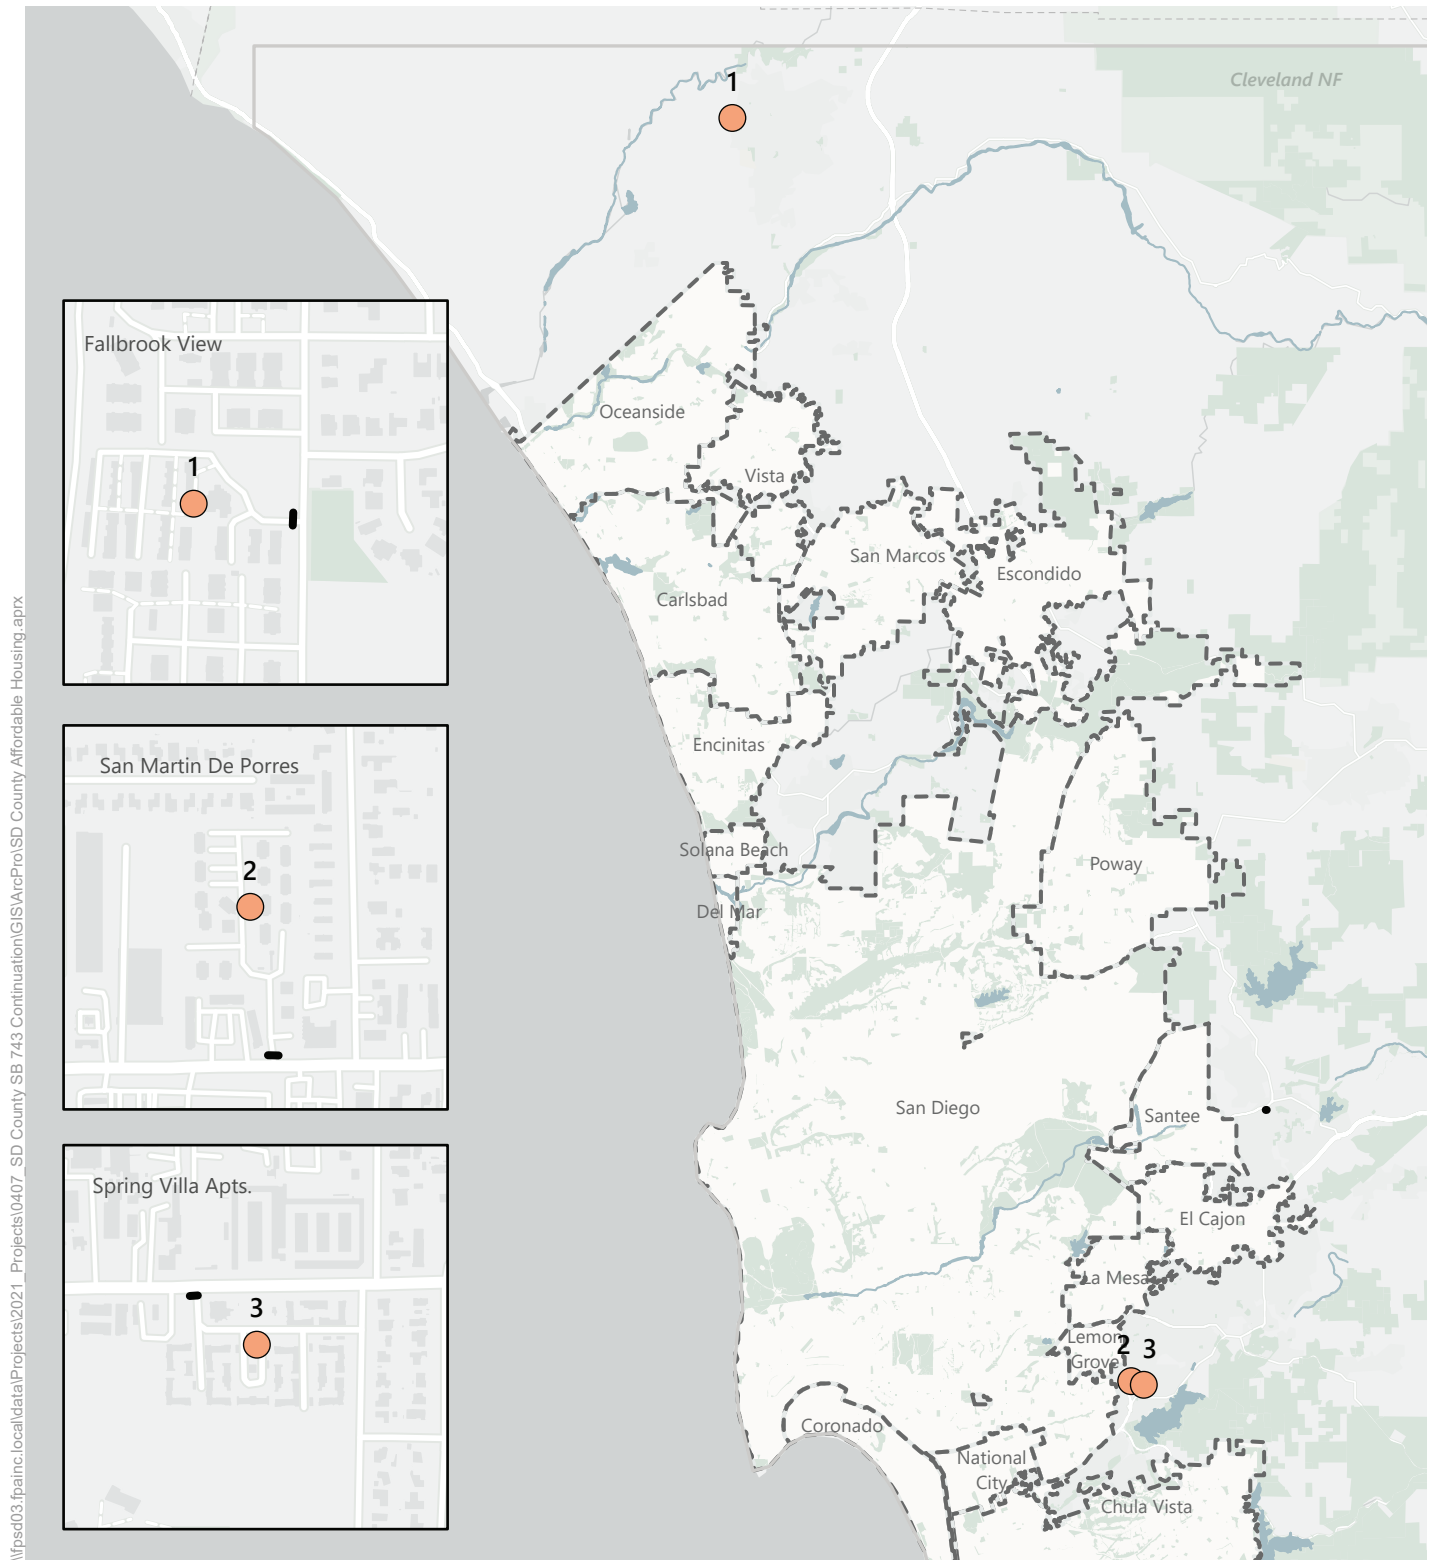 1
Cleveland NF
Fallbrook View
1
San Martin De Porres
2
Spring Villa Apts.
3
Oceanside
Vista
San Marcos
Escondido
Carlsbad
Encinitas
Solana Beach
Poway
Del Mar
San Diego
Santee
El Cajon
La Mesa
Lemon
Grove
2
3
Coronado
National
City
Chula Vista
\\fpsd03.fpainc.local\data\Projects\2021_Projects\0407_SD County SB 743 Continuation\GIS\ArcPro\SD County Affordable Housing.aprx